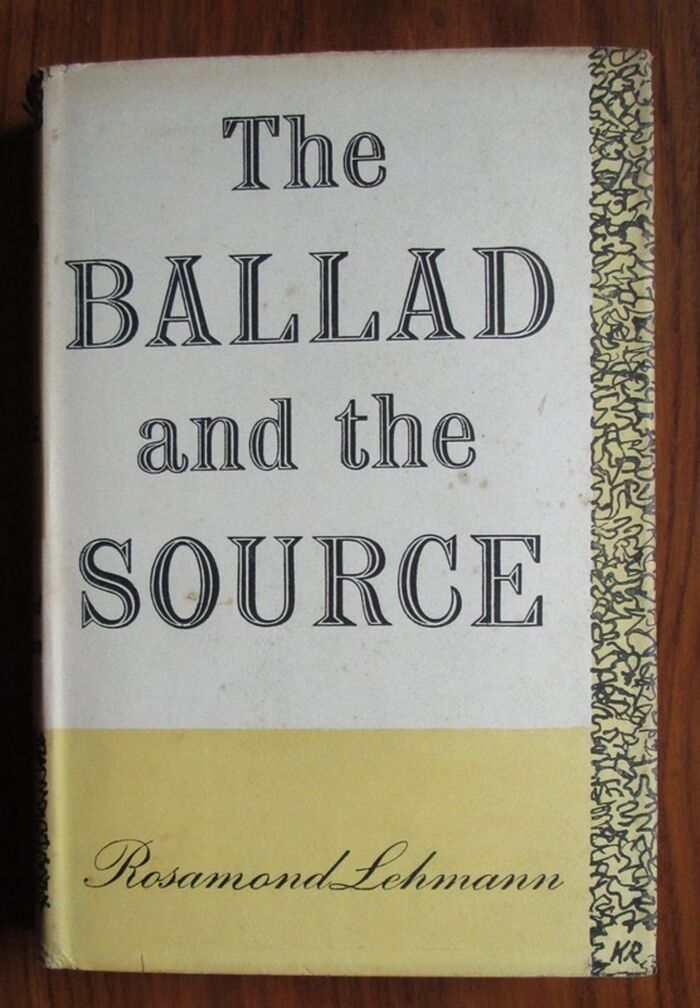 The
BALLAD
and the
SOURCE
Rosamond Lehmann
KR